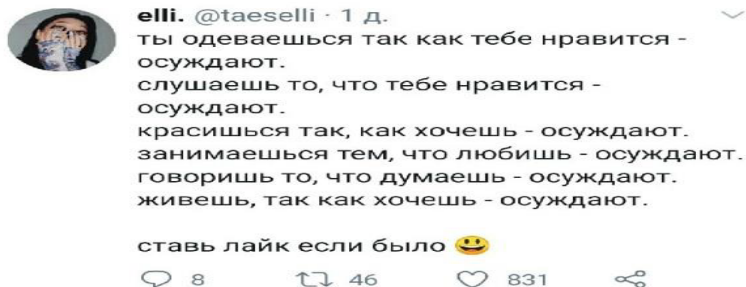 elli. @taeselli · 1 д.
ты одеваешься так как тебе нравится -
осуждают.
слушаешь то, что тебе нравится -
осуждают.
красишься так, как хочешь - осуждают.
занимаешься тем, что любишь - осуждают.
говоришь то, что думаешь - осуждают.
живешь, так как хочешь - осуждают.
ставь лайк если было 😃
8 46 831